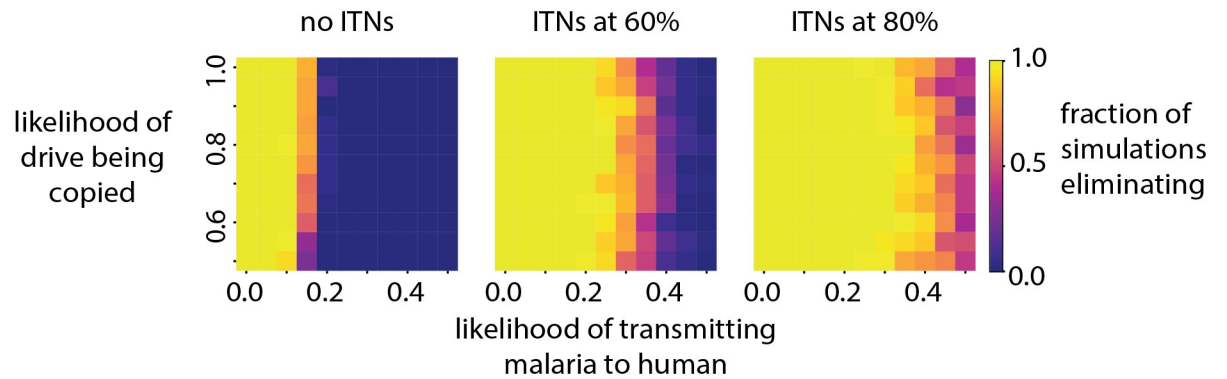 no ITNs
ITNs at 60%
ITNs at 80%
likelihood of
drive being
copied
1.0
0.8
0.6
0.0
0.2
0.4
0.0
0.2
0.4
0.0
0.2
0.4
1.0
0.5
0.0
fraction of
simulations
eliminating
likelihood of transmitting
malaria to human